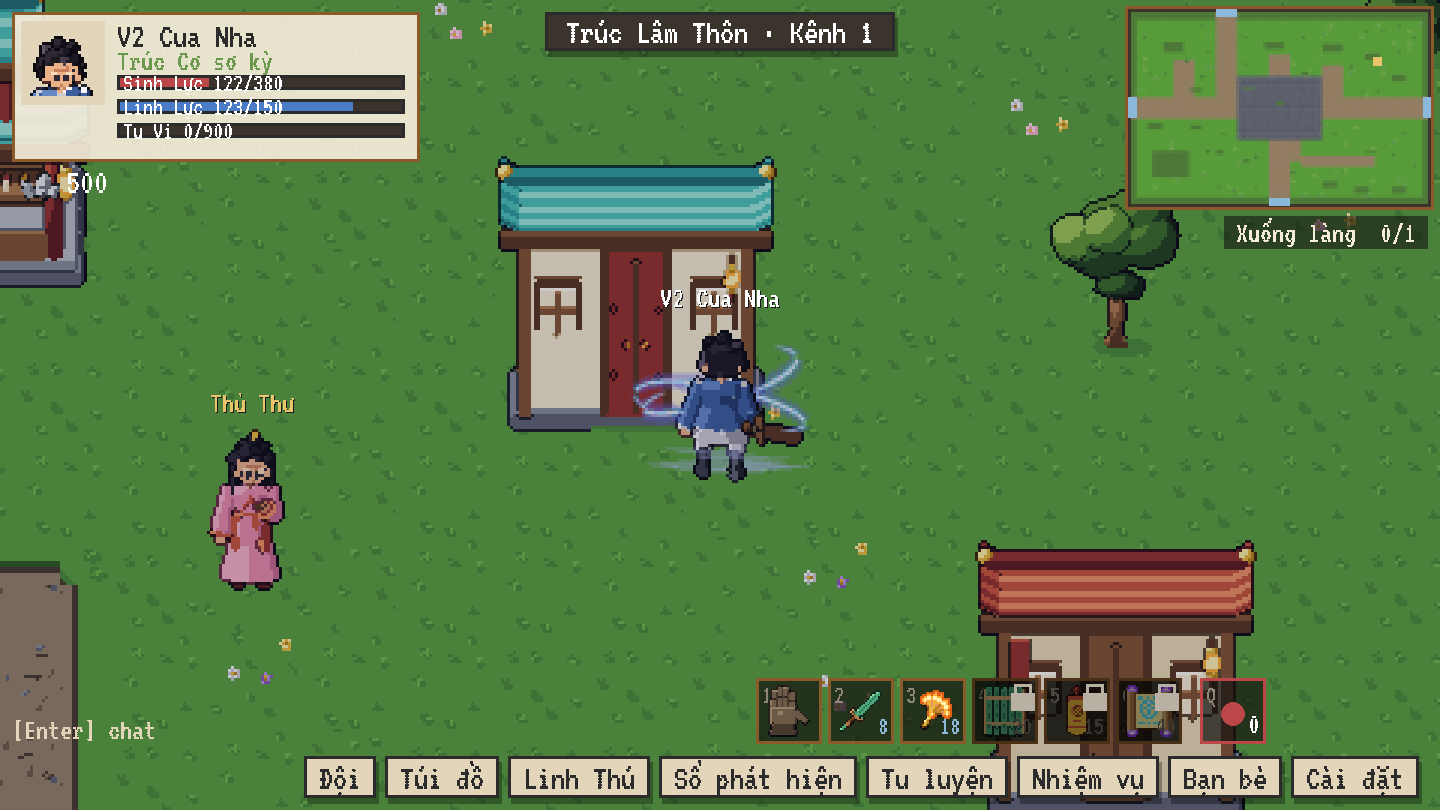 V2 Cua Nha
Trúc Cơ sơ kỳ
Sinh Lực 122/380
Linh Lực 123/150
Tu Vi 0/900
500
Trúc Lâm Thôn · Kênh 1
Xuống làng 0/1
V2 Cua Nha
Thủ Thư
[Enter] chat
1
2
8
3
18
5
15
Q
0
Đội
Túi đồ
Linh Thú
Sổ phát hiện
Tu luyện
Nhiệm vụ
Bạn bè
Cài đặt